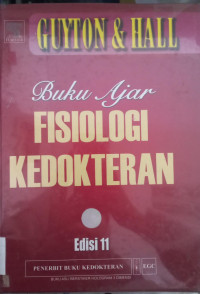 GUYTON & HALL
Buku Ajar
FISIOLOGI
KEDOKTERAN
Edisi 11
PENERBIT BUKU KEDOKTERAN EGC